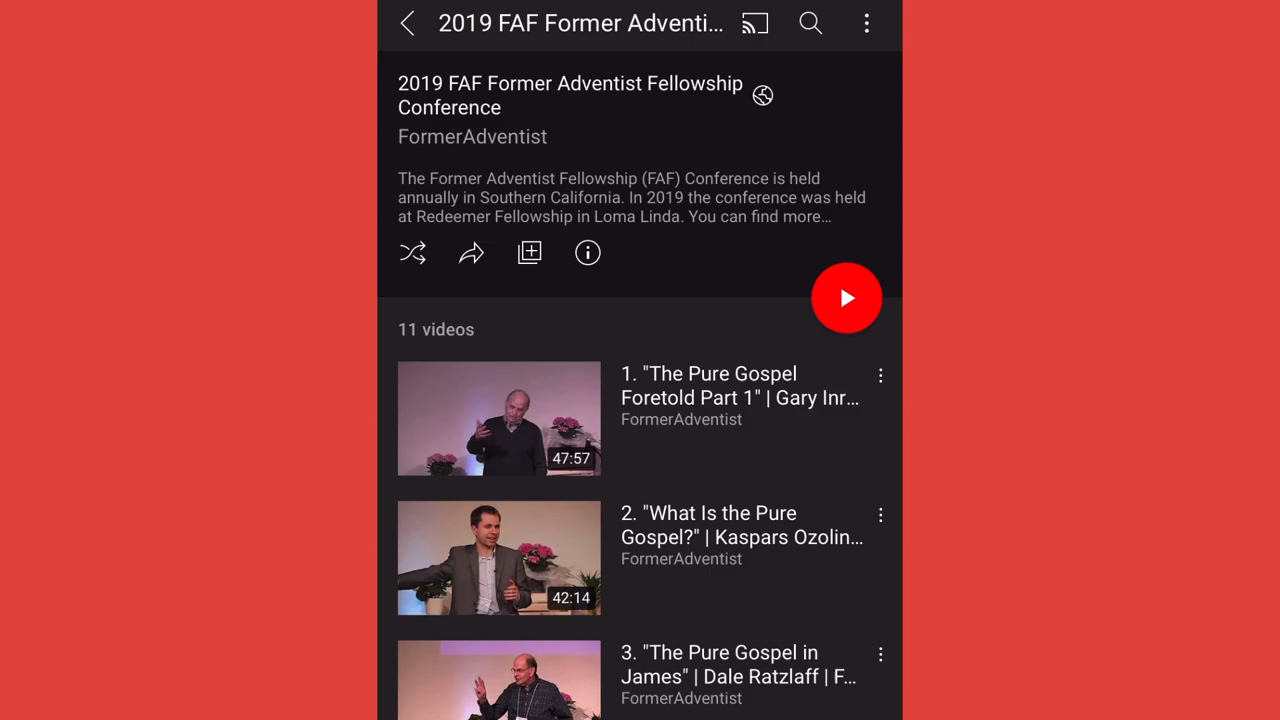 2019 FAF Former Adventi...
2019 FAF Former Adventist Fellowship
Conference
FormerAdventist
The Former Adventist Fellowship (FAF) Conference is held
annually in Southern California. In 2019 the conference was held
at Redeemer Fellowship in Loma Linda. You can find more...
11 videos
1. "The Pure Gospel
Foretold Part 1" | Gary Inr...
FormerAdventist
47:57
2. "What Is the Pure
Gospel?" | Kaspars Ozolin...
FormerAdventist
42:14
3. "The Pure Gospel in
James" | Dale Ratzlaff | F...
FormerAdventist